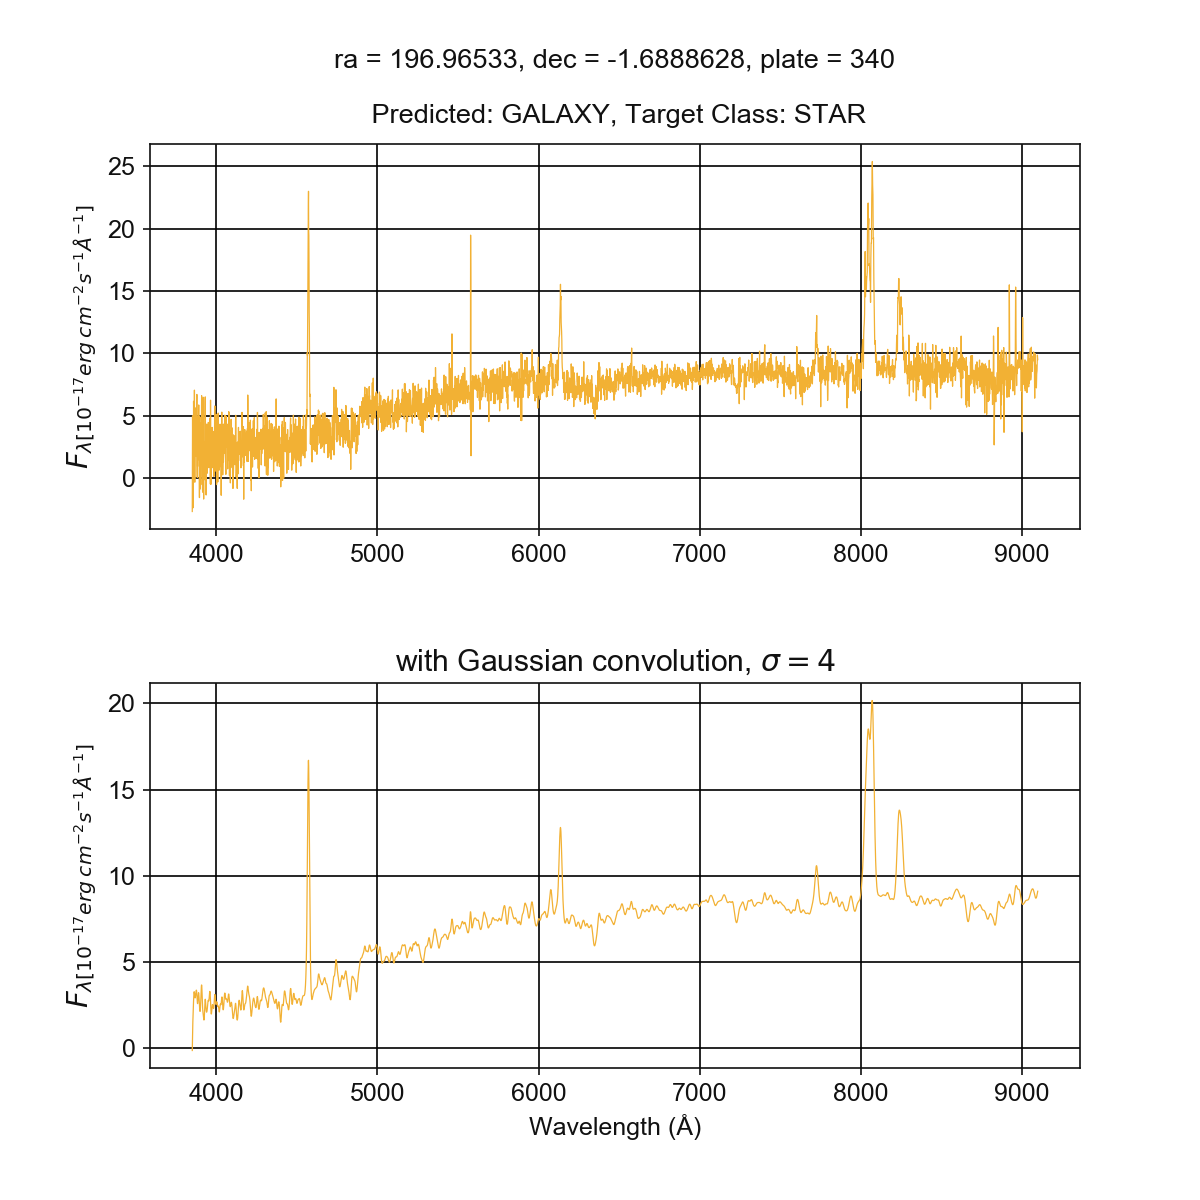 ra = 196.96533, dec = -1.6888628, plate = 340
Predicted: GALAXY, Target Class: STAR
25
20
15
10
5
0
F_λ[10^−17 erg cm^−2 s^−1 Å^−1]
4000 5000 6000 7000 8000 9000
with Gaussian convolution, σ = 4
20
15
10
5
0
F_λ[10^−17 erg cm^−2 s^−1 Å^−1]
4000 5000 6000 7000 8000 9000
Wavelength (Å)